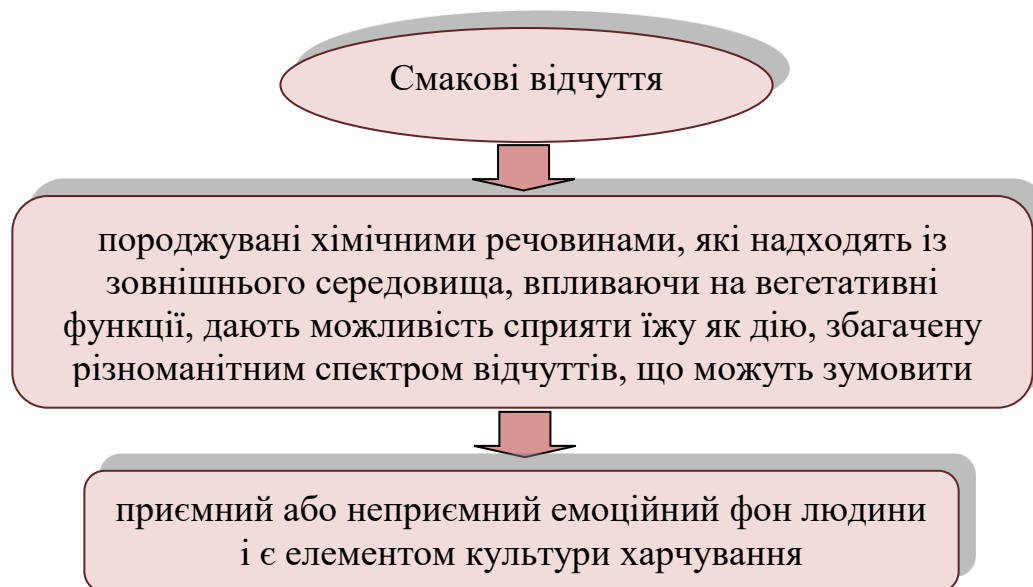 Смакові відчуття
породжувані хімічними речовинами, які надходять із
зовнішнього середовища, впливаючи на вегетативні
функції, дають можливість сприяти їжу як дію, збагачену
різноманітним спектром відчуттів, що можуть зумовити
приємний або неприємний емоційний фон людини
і є елементом культури харчування